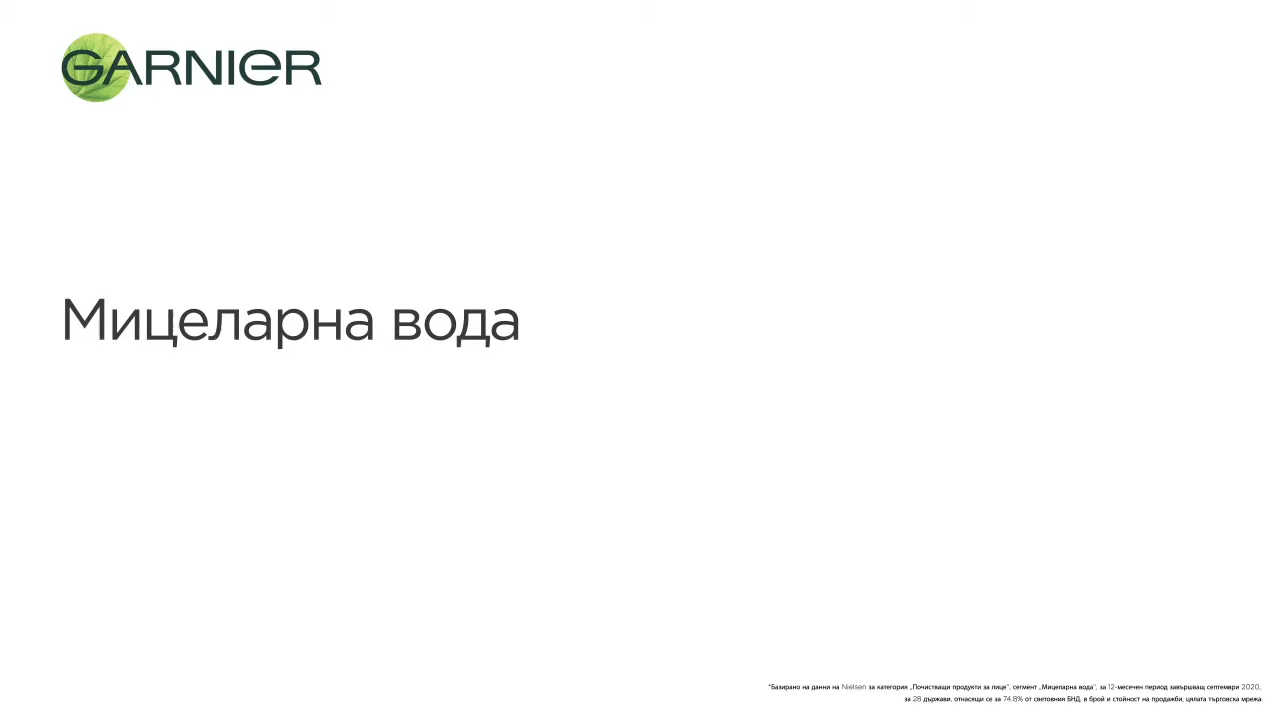 GARNIER
Мицеларна вода
*Базирано на данни на Nielsen за категория „Почистващи продукти за лице“, сегмент „Мицеларна вода“, за 12-месечен период завършващ септември 2020,
за 28 държави, отнасящи се за 74.8% от световния БНД, в брой и стойност на продажби, цялата търговска мрежа.